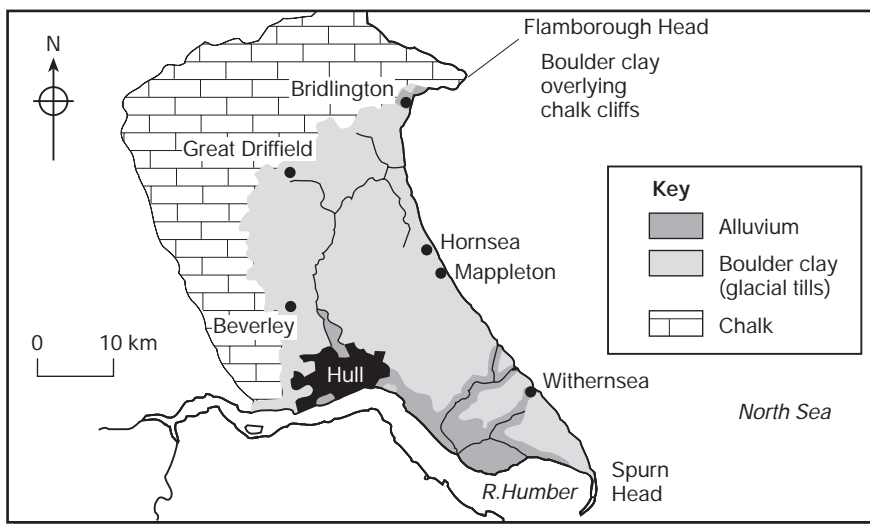 Flamborough Head
N
Boulder clay
overlying
chalk cliffs
Bridlington
Great Driffield
Key
Alluvium
Hornsea
Boulder clay
(glacial tills)
Mappleton
Beverley
Chalk
0 10 km
Hull
Withernsea
North Sea
Spurn
Head
R.Humber